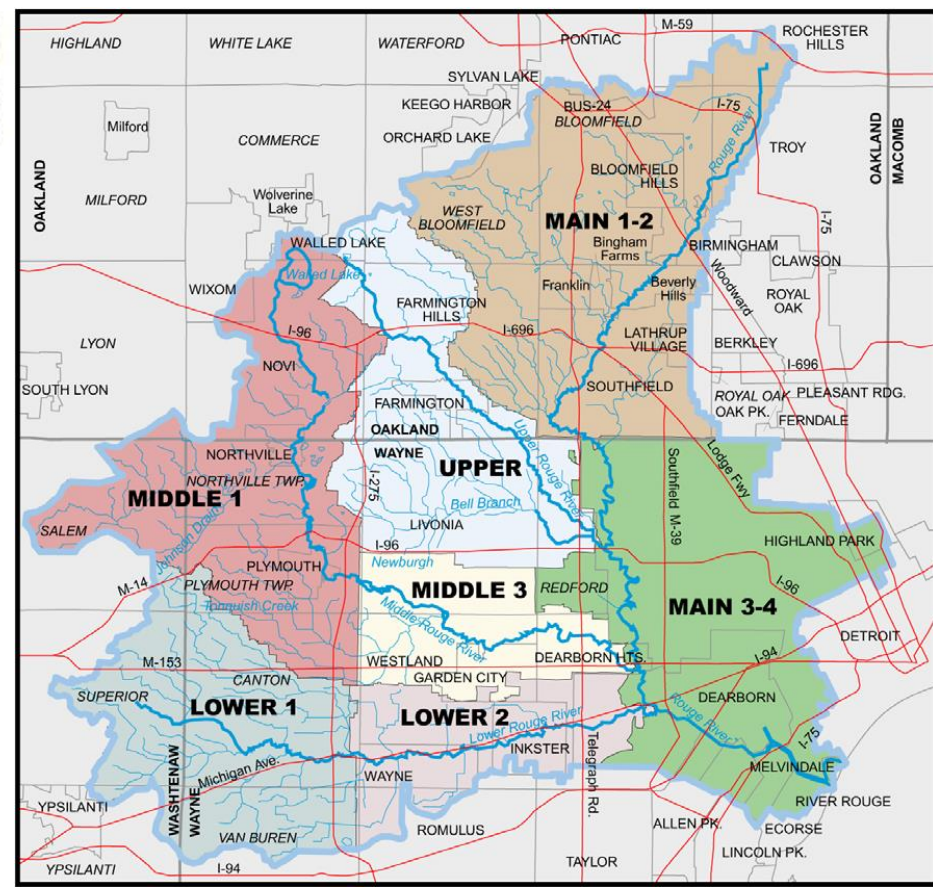 M-59
ROCHESTER
HILLS
HIGHLAND
WHITE LAKE
WATERFORD
PONTIAC
SYLVAN LAKE
KEEGO HARBOR
BUS-24
I-75
BLOOMFIELD
Milford
ORCHARD LAKE
COMMERCE
Rouge River
TROY
OAKLAND
OAKLAND
MACOMB
BLOOMFIELD
HILLS
MILFORD
Wolverine
Lake
WEST
BLOOMFIELD
MAIN 1-2
I-75
WALLED LAKE
Bingham
Farms
BIRMINGHAM
CLAWSON
Walled Lake
WIXOM
Franklin
Beverly
Hills
Woodward
ROYAL
OAK
FARMINGTON
HILLS
I-96
I-696
LATHRUP
VILLAGE
LYON
BERKLEY
I-696
NOVI
SOUTH LYON
SOUTHFIELD
ROYAL OAK
PLEASANT RDG.
OAK PK.
FERNDALE
FARMINGTON
OAKLAND
WAYNE
Upper Rouge River
NORTHVILLE
NORTHVILLE TWP.
I-275
UPPER
Southfield M-39
Lodge Fwy
MIDDLE 1
Bell Branch
LIVONIA
SALEM
Johnson Drain
HIGHLAND PARK
I-96
Newburgh
PLYMOUTH
M-14
PLYMOUTH TWP.
MIDDLE 3
REDFORD
I-96
Tonquish Creek
Middle Rouge River
MAIN 3-4
DETROIT
M-153
WESTLAND
DEARBORN HTS.
I-94
CANTON
GARDEN CITY
SUPERIOR
LOWER 1
LOWER 2
DEARBORN
Rouge River
Lower Rouge River
INKSTER
I-75
WASHTENAW
WAYNE
Michigan Ave.
WAYNE
Telegraph Rd.
MELVINDALE
YPSILANTI
RIVER ROUGE
VAN BUREN
ROMULUS
ALLEN PK.
ECORSE
LINCOLN PK.
YPSILANTI
I-94
TAYLOR